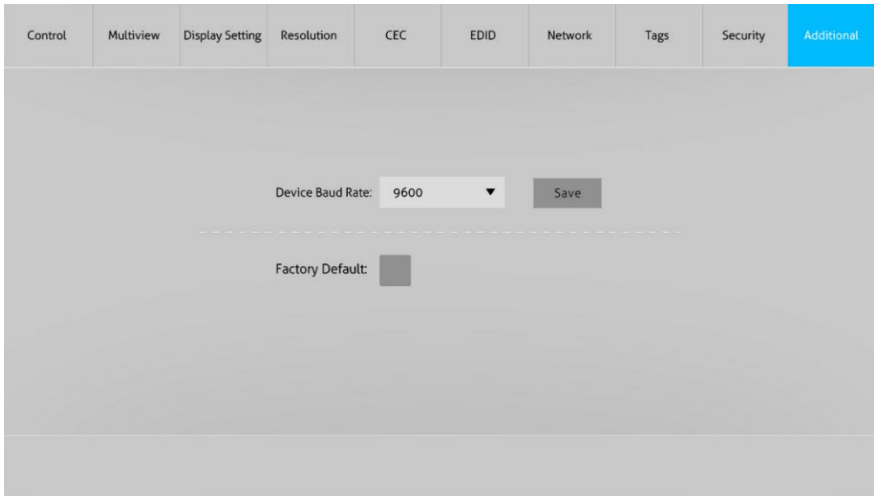 Control Multiview Display Setting Resolution CEC EDID Network Tags Security Additional
Device Baud Rate: 9600 Save
Factory Default: